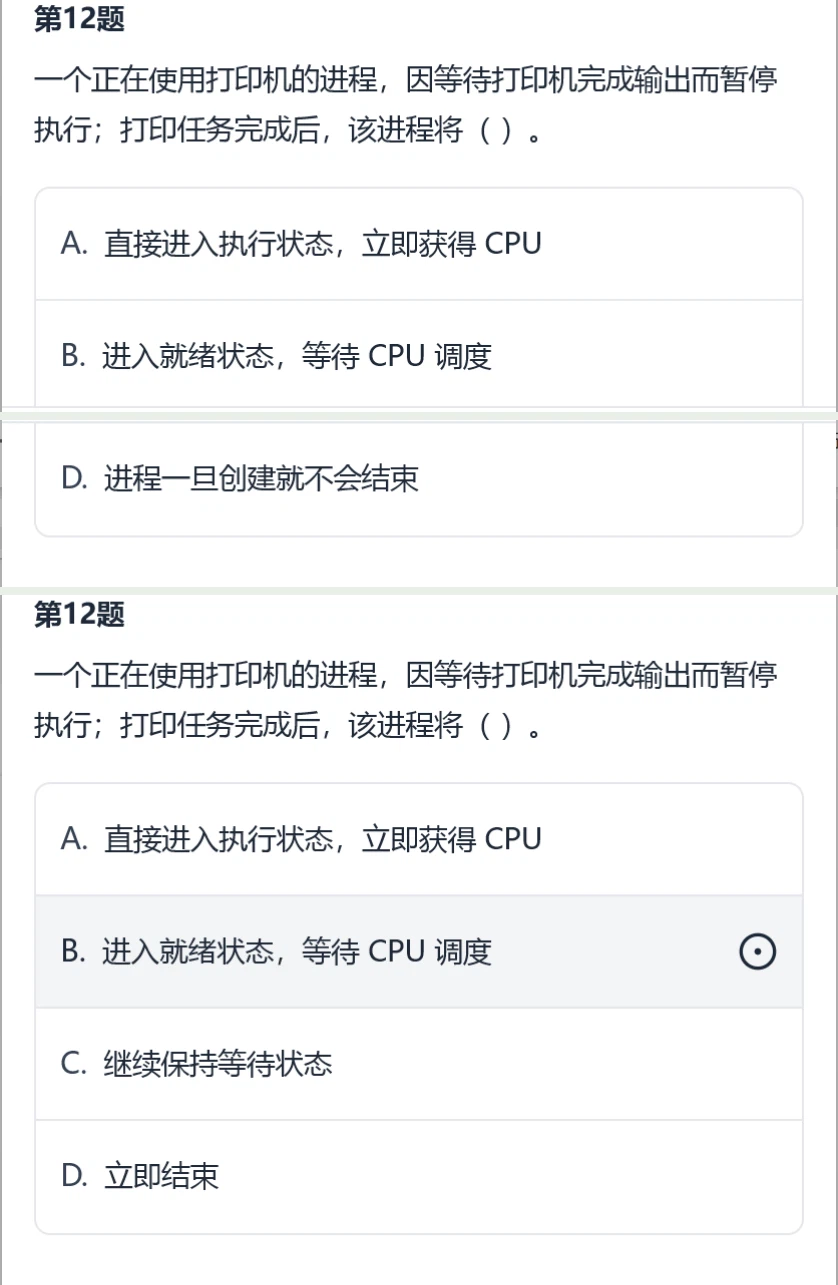 第12题
一个正在使用打印机的进程，因等待打印机完成输出而暂停
执行；打印任务完成后，该进程将（ ）。
A. 直接进入执行状态，立即获得 CPU
B. 进入就绪状态，等待 CPU 调度
D. 进程一旦创建就不会结束
第12题
一个正在使用打印机的进程，因等待打印机完成输出而暂停
执行；打印任务完成后，该进程将（ ）。
A. 直接进入执行状态，立即获得 CPU
B. 进入就绪状态，等待 CPU 调度
C. 继续保持等待状态
D. 立即结束